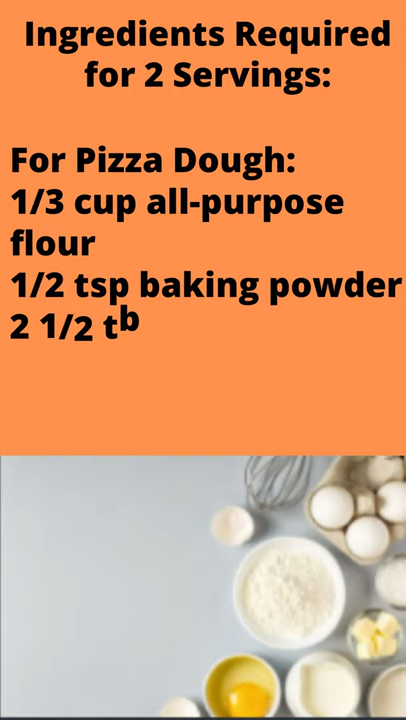 Ingredients Required
for 2 Servings:
For Pizza Dough:
1/3 cup all-purpose
flour
1/2 tsp baking powder
2 1/2 tb